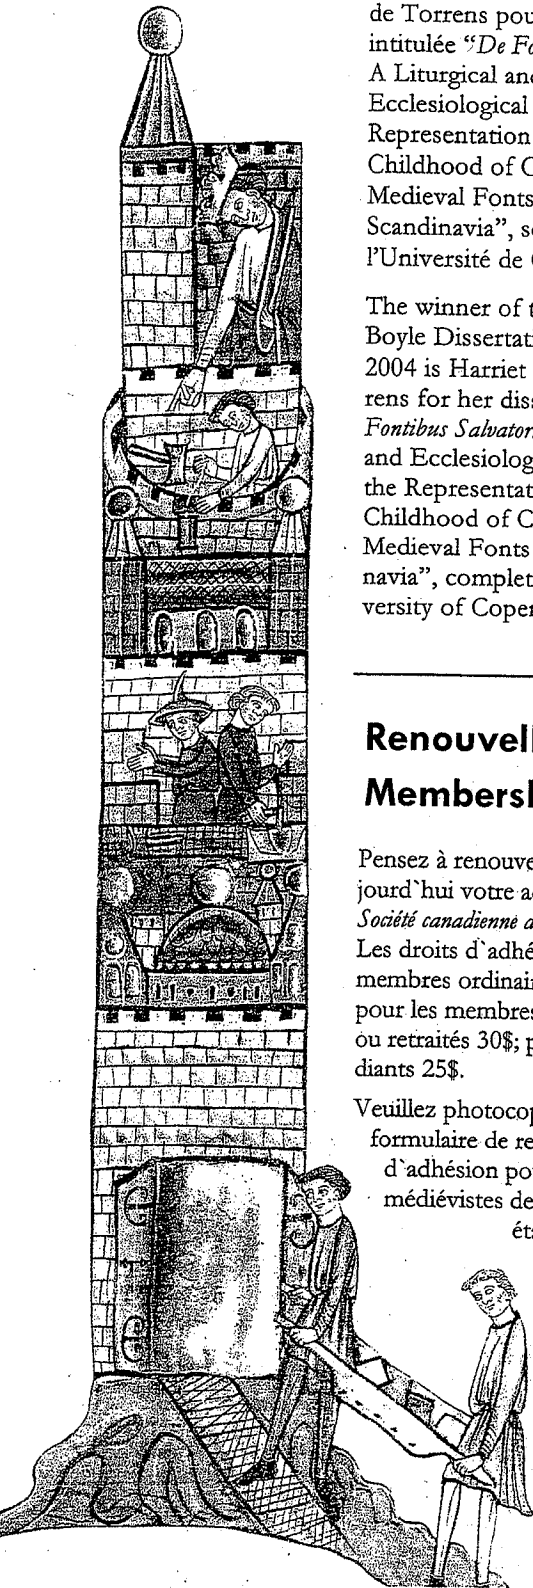 de Torrens pou
intitulée “De Fo
A Liturgical and
Ecclesiological
Representation
Childhood of C
Medieval Fonts
Scandinavia”, s
l'Université de
The winner of t
Boyle Dissertati
2004 is Harriet
rens for her diss
Fontibus Salvator
and Ecclesiolog
the Representat
Childhood of C
Medieval Fonts
navia”, complet
versity of Copen
Renouvell
Membersh
Pensez à renouve
jourd`hui votre a
Société canadienne d
Les droits d`adhé
membres ordinair
pour les membres
ou retraités 30$; p
diants 25$.
Veuillez photocop
formulaire de re
d`adhésion po
médiévistes de
ét